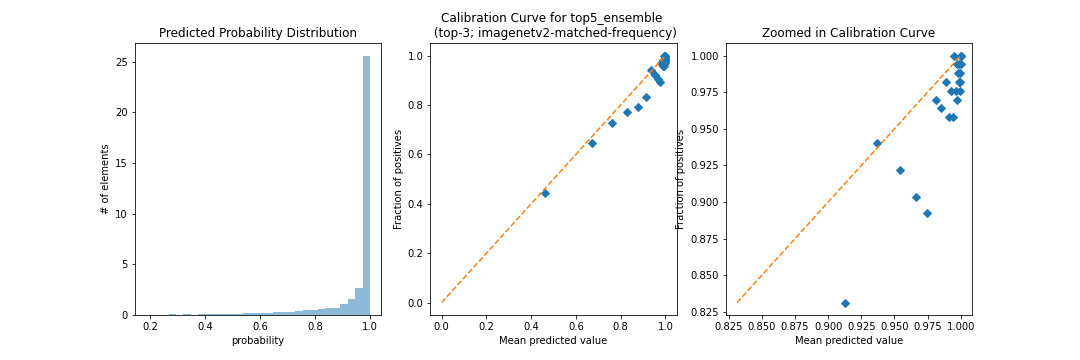 Predicted Probability Distribution
# of elements
25
20
15
10
5
0
0.2 0.4 0.6 0.8 1.0
probability
Calibration Curve for top5_ensemble
(top-3; imagenetv2-matched-frequency)
Fraction of positives
1.0
0.8
0.6
0.4
0.2
0.0
0.0 0.2 0.4 0.6 0.8 1.0
Mean predicted value
Zoomed in Calibration Curve
Fraction of positives
1.000
0.975
0.950
0.925
0.900
0.875
0.850
0.825
0.825 0.850 0.875 0.900 0.925 0.950 0.975 1.000
Mean predicted value